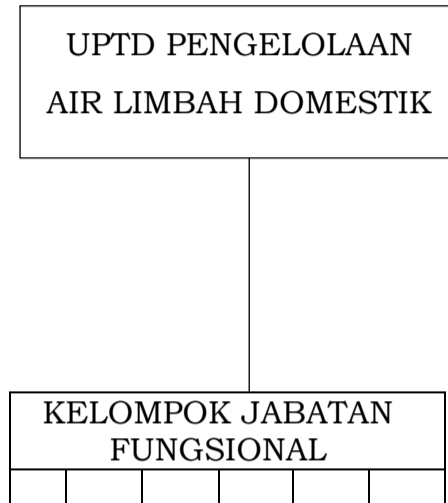 UPTD PENGELOLAAN
AIR LIMBAH DOMESTIK
KELOMPOK JABATAN
FUNGSIONAL